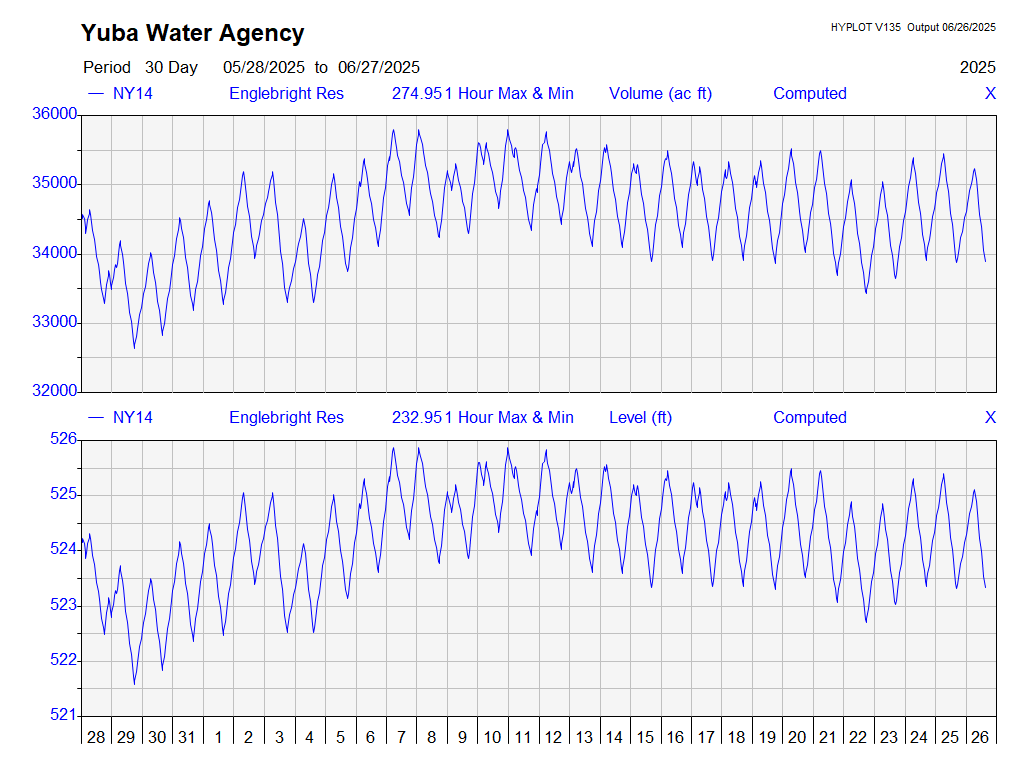 Yuba Water Agency
HYPLOT V135 Output 06/26/2025
Period 30 Day 05/28/2025 to 06/27/2025
2025
NY14 Englebright Res 274.951 Hour Max & Min Volume (ac ft) Computed X
36000
35000
34000
33000
32000
NY14 Englebright Res 232.951 Hour Max & Min Level (ft) Computed X
526
525
524
523
522
521
28 29 30 31 1 2 3 4 5 6 7 8 9 10 11 12 13 14 15 16 17 18 19 20 21 22 23 24 25 26